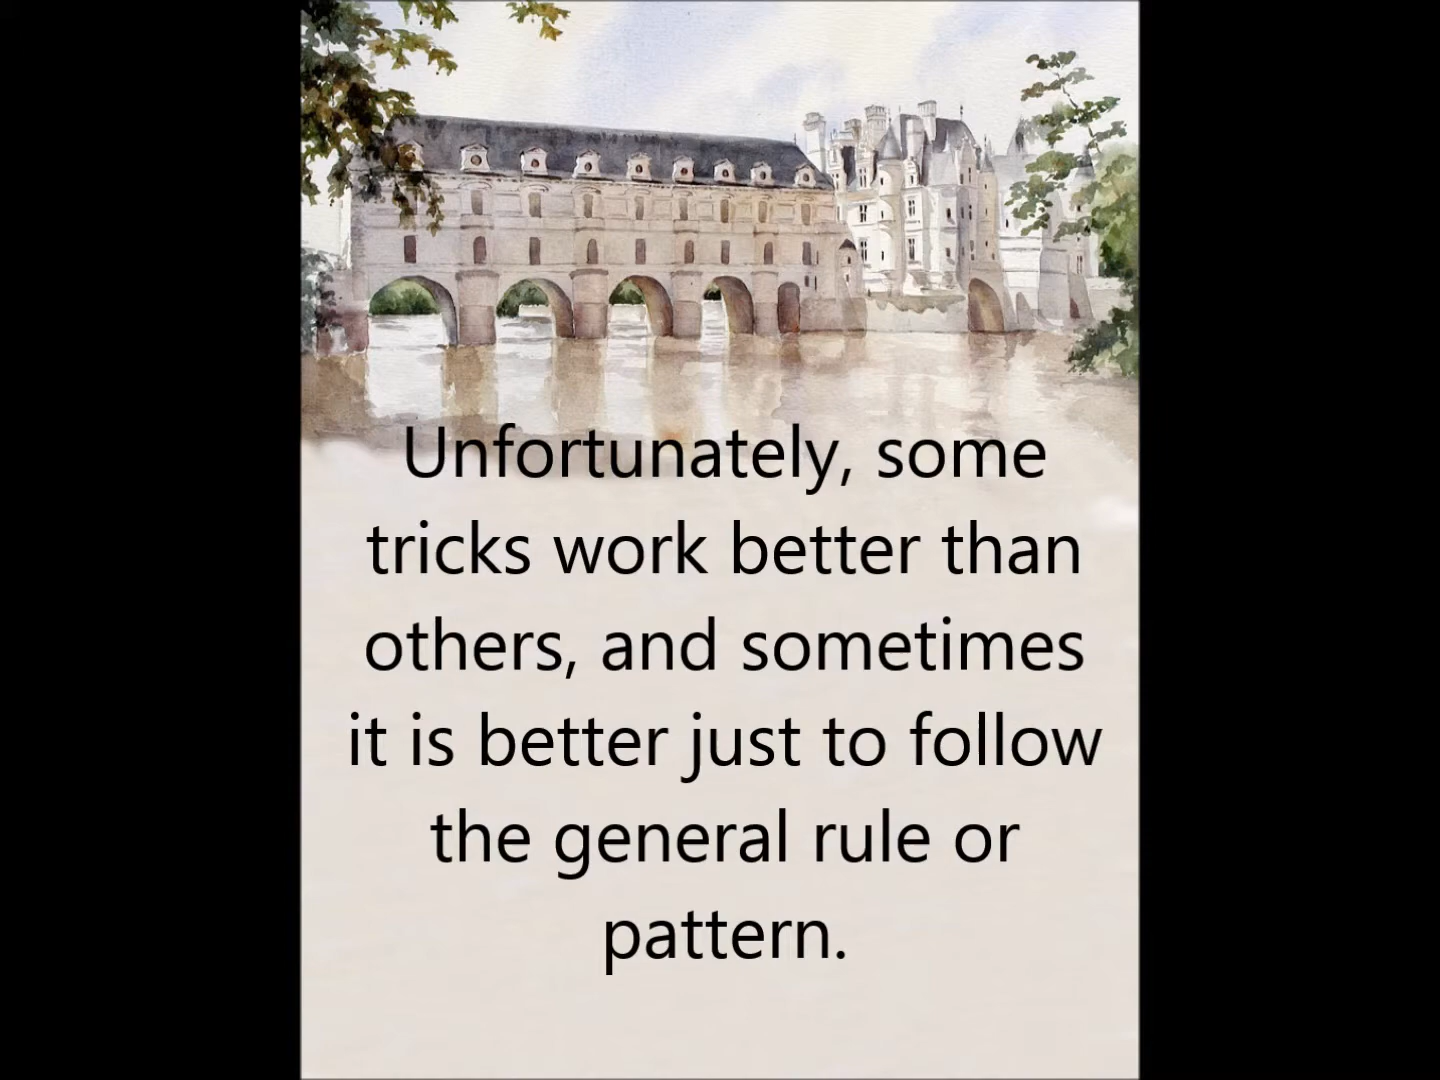 Unfortunately, some
tricks work better than
others, and sometimes
it is better just to follow
the general rule or
pattern.